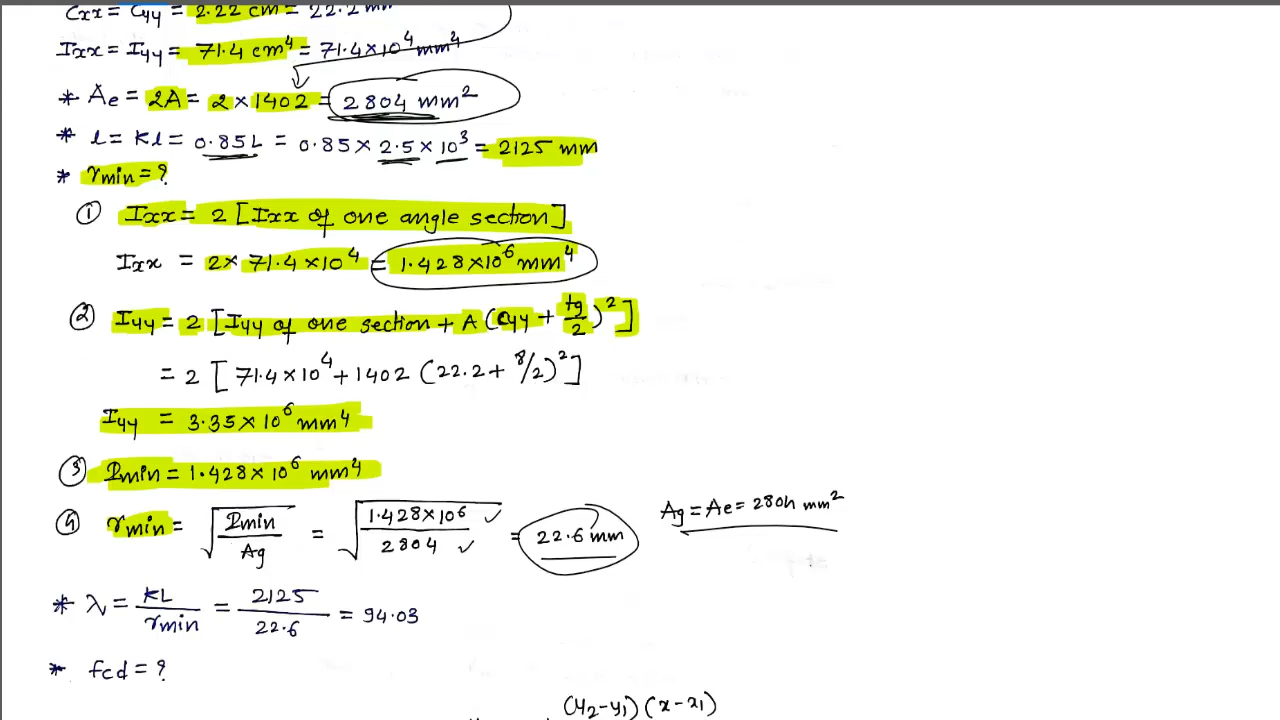 Cxx = Cyy = 2.22 cm = 22.2 mm
Ixx = Iyy = 71.4 cm⁴ = 71.4 × 10⁴ mm⁴
* Ae = 2A = 2 × 1402 = 2804 mm²
* l = Kl = 0.85L = 0.85 × 2.5 × 10³ = 2125 mm
* rmin = ?
① Ixx = 2 [Ixx of one angle section]
Ixx = 2 × 71.4 × 10⁴ = 1.428 × 10⁶ mm⁴
② Iyy = 2 [Iyy of one section + A (Cyy + tg/2)²]
= 2 [71.4 × 10⁴ + 1402 (22.2 + 8/2)²]
Iyy = 3.35 × 10⁶ mm⁴
③ Imin = 1.428 × 10⁶ mm⁴
④ rmin = √(Imin/Ag) = √(1.428 × 10⁶/2804) = 22.6 mm
Ag = Ae = 2804 mm²
* λ = KL/rmin = 2125/22.6 = 94.03
* fcd = ?
(y2 - y1) (x - x1)